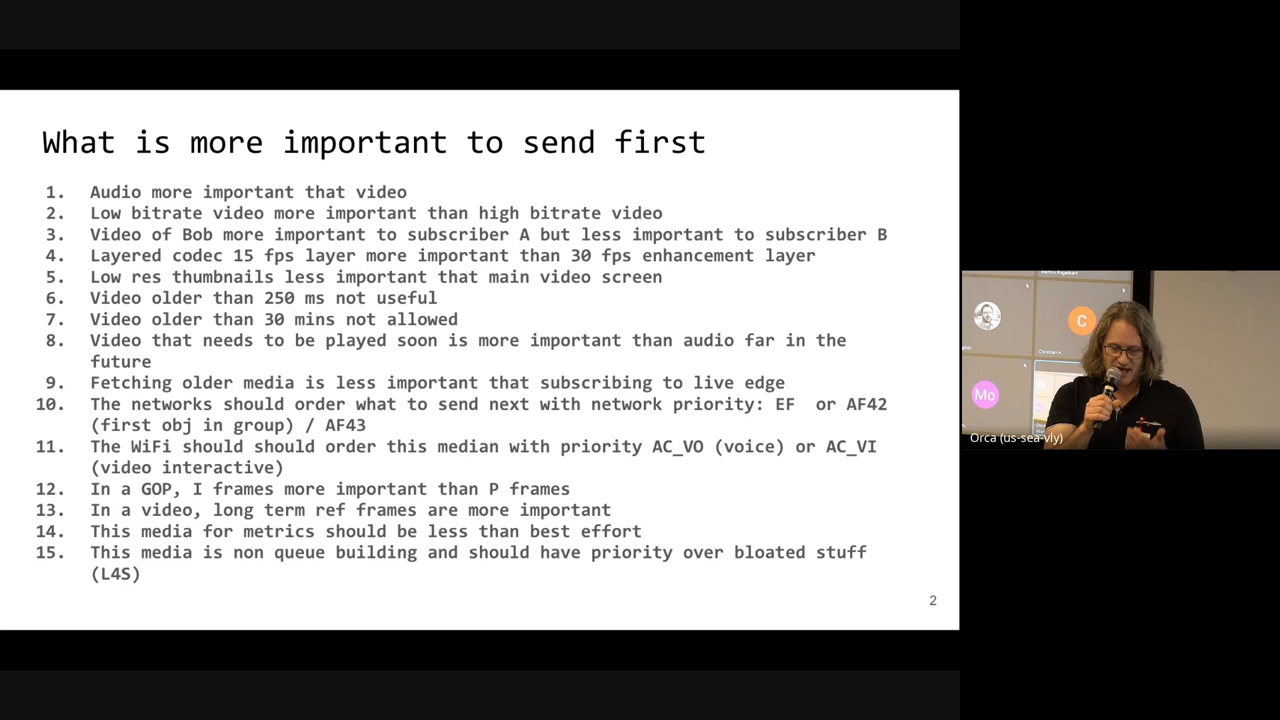 What is more important to send first
1. Audio more important that video
2. Low bitrate video more important than high bitrate video
3. Video of Bob more important to subscriber A but less important to subscriber B
4. Layered codec 15 fps layer more important than 30 fps enhancement layer
5. Low res thumbnails less important that main video screen
6. Video older than 250 ms not useful
7. Video older than 30 mins not allowed
8. Video that needs to be played soon is more important than audio far in the
future
9. Fetching older media is less important that subscribing to live edge
10. The networks should order what to send next with network priority: EF  or AF42
(first obj in group) / AF43
11. The WiFi should should order this median with priority AC_VO (voice) or AC_VI
(video interactive)
12. In a GOP, I frames more important than P frames
13. In a video, long term ref frames are more important
14. This media for metrics should be less than best effort
15. This media is non queue building and should have priority over bloated stuff
(L4S)
2
C
Christian H.
Mo
Orca (us-sea-vly)